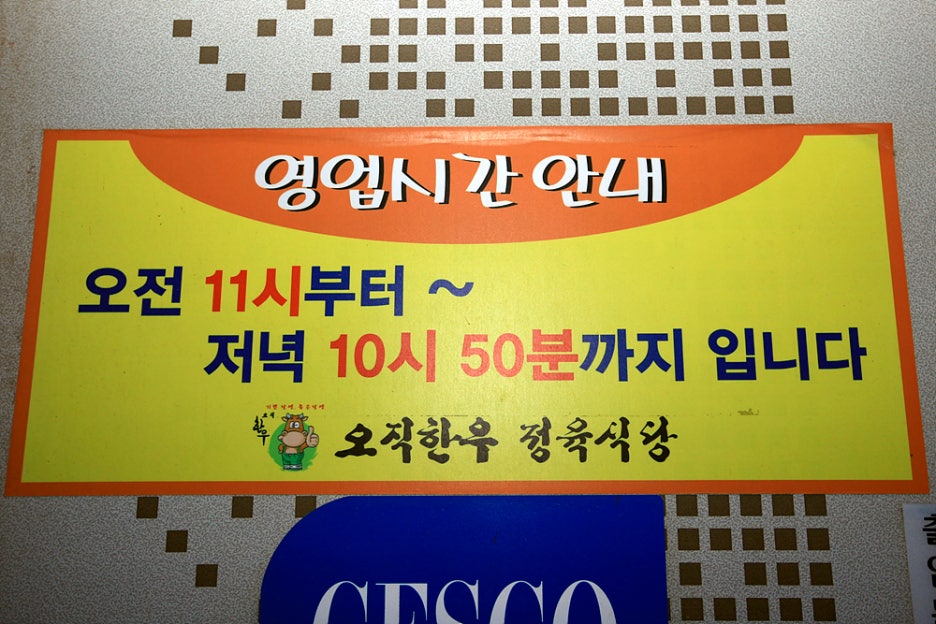 영업시간 안내
오전 11시부터 ~
저녁 10시 50분까지 입니다
오직한우 정육식당
CESCO